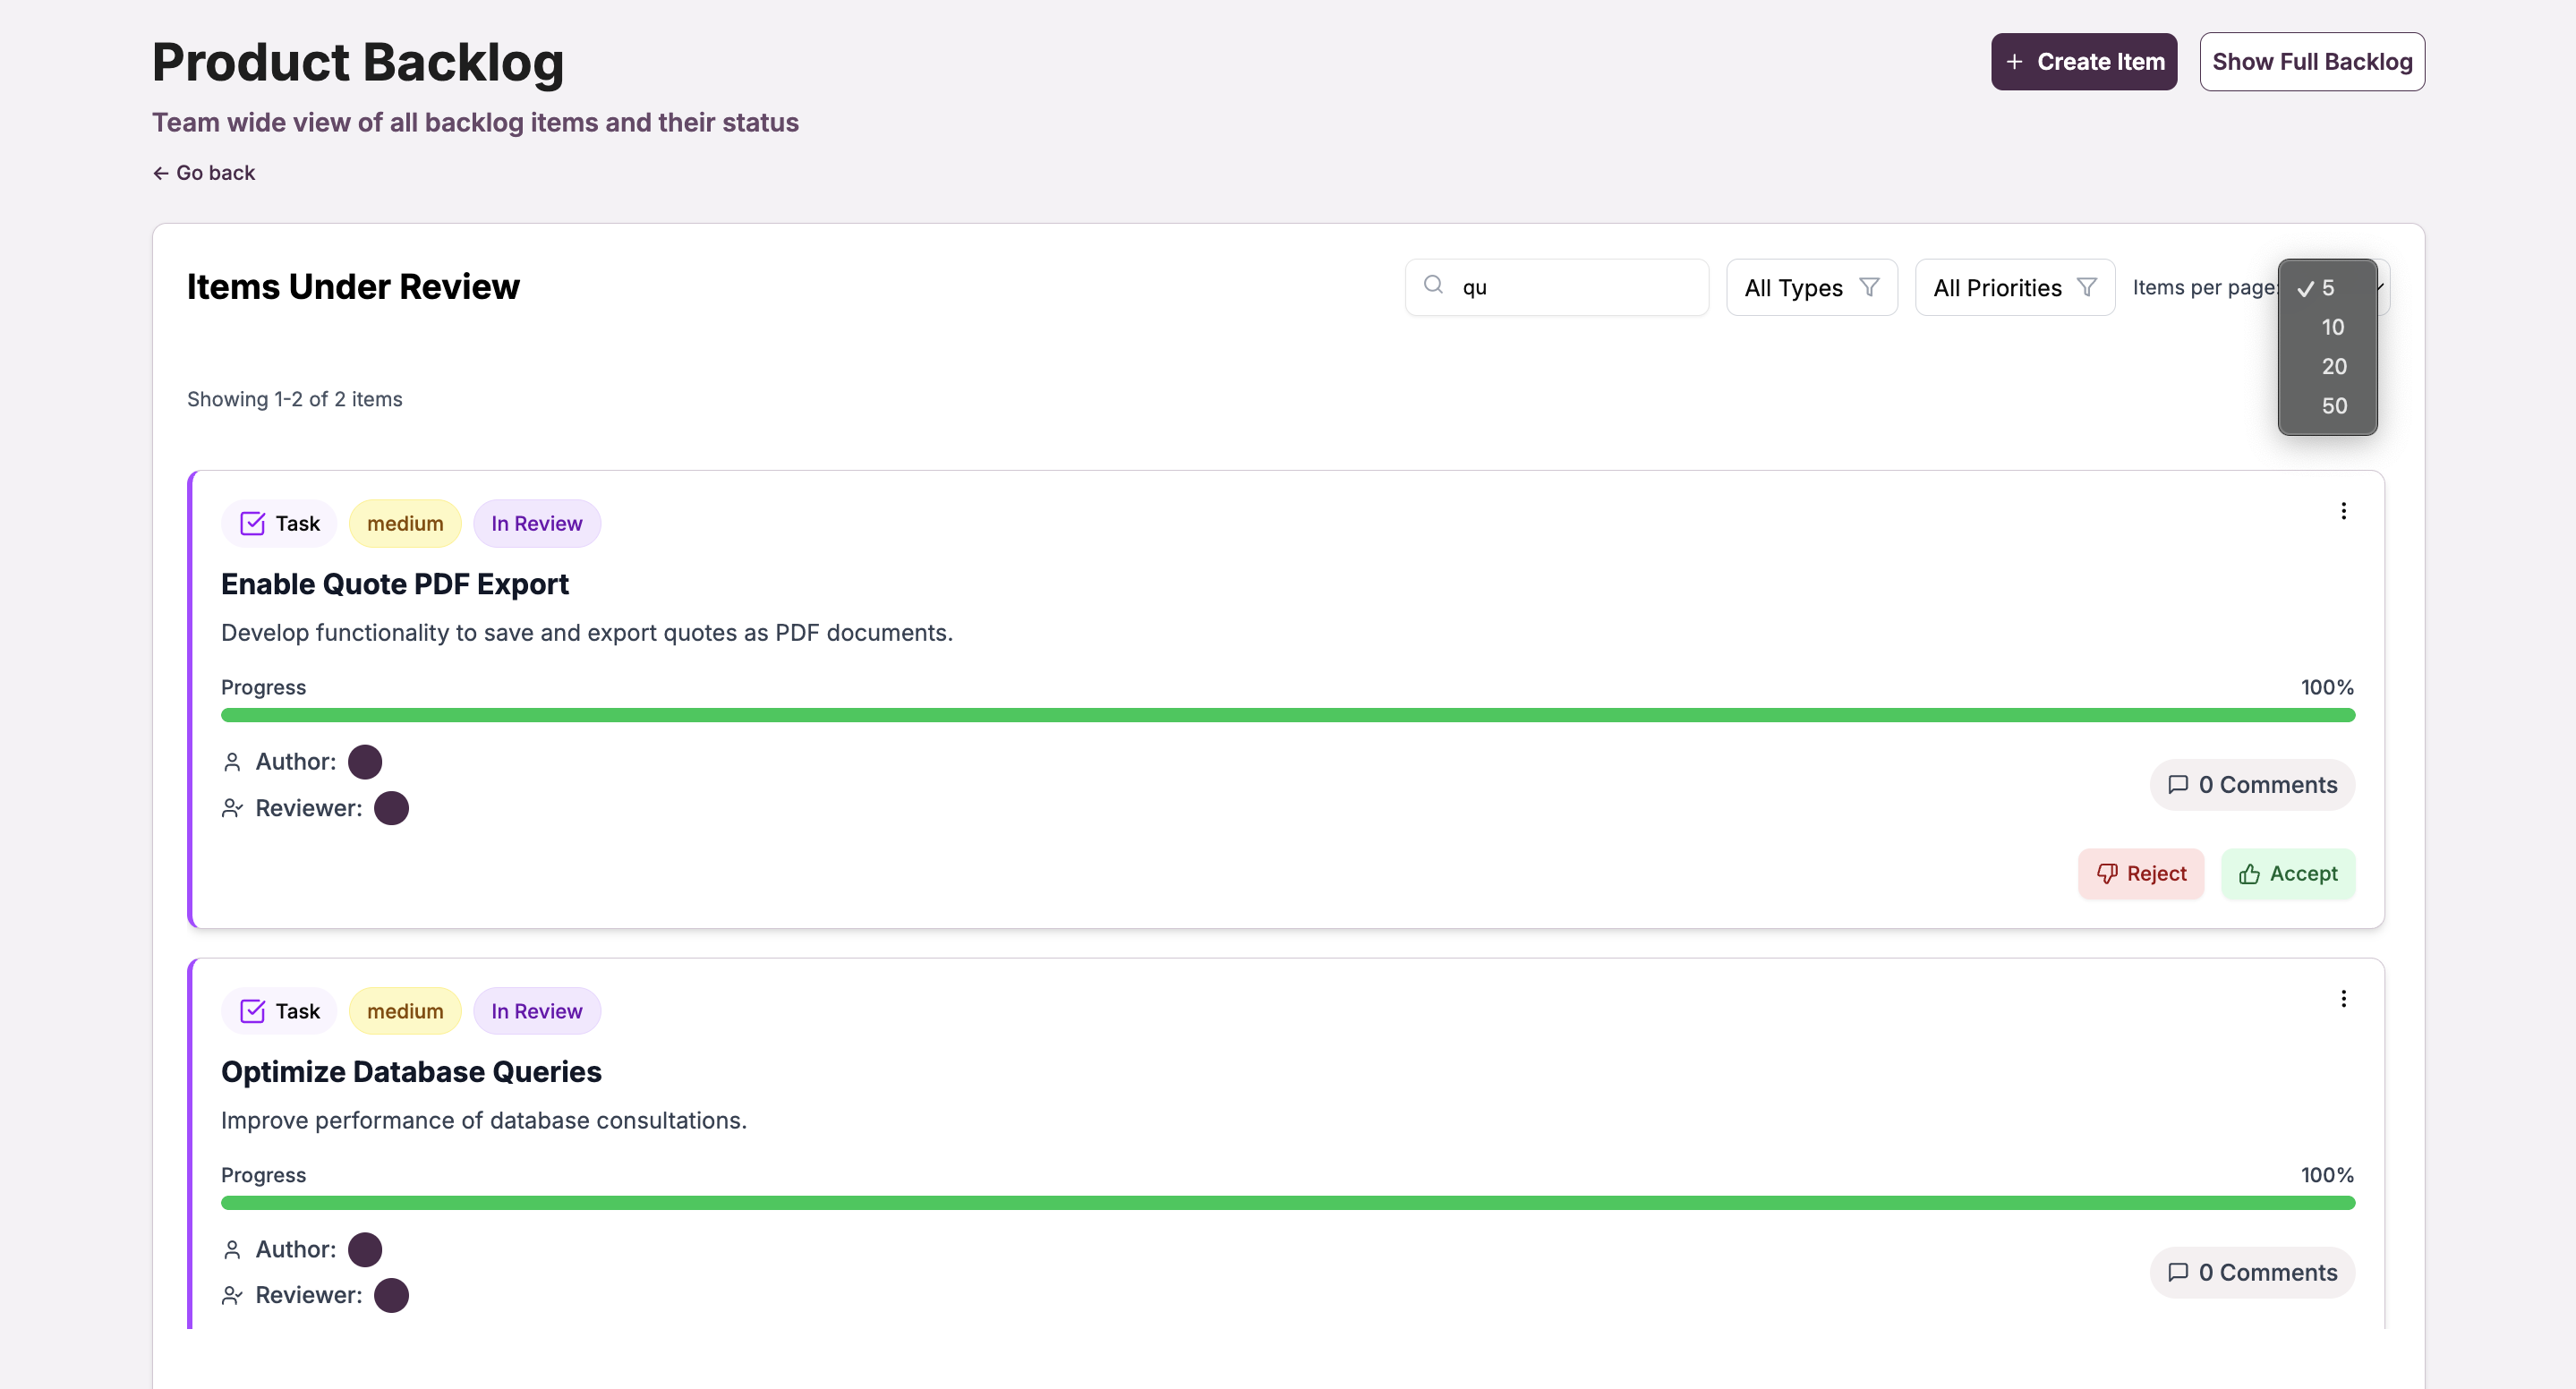 Product Backlog
+ Create Item
Show Full Backlog
Team wide view of all backlog items and their status
← Go back
Items Under Review
qu
All Types
All Priorities
Items per page:
✓ 5
10
20
50
Showing 1-2 of 2 items
Task medium In Review
Enable Quote PDF Export
Develop functionality to save and export quotes as PDF documents.
Progress 100%
Author:
Reviewer:
0 Comments
Reject Accept
Task medium In Review
Optimize Database Queries
Improve performance of database consultations.
Progress 100%
Author:
Reviewer:
0 Comments